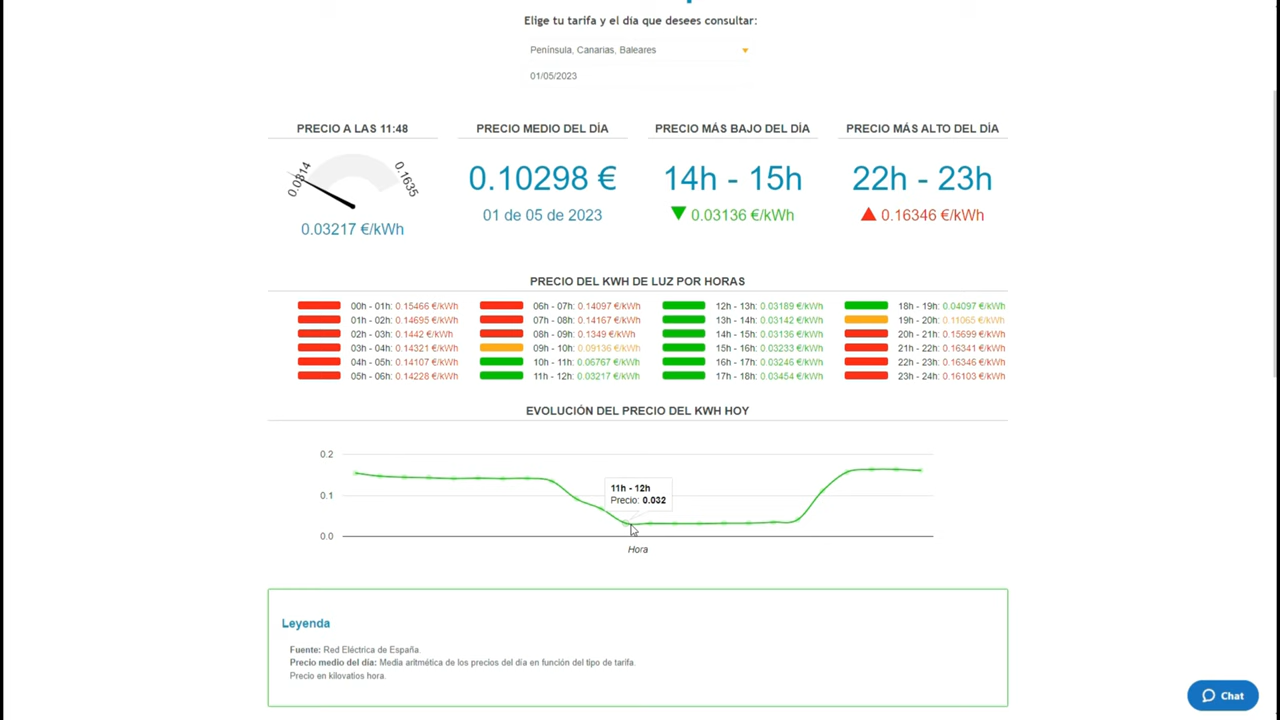 Elige tu tarifa y el día que desees consultar:
Península, Canarias, Baleares
01/05/2023
PRECIO A LAS 11:48
0.0314
0.1635
0.03217 €/kWh
PRECIO MEDIO DEL DÍA
0.10298 €
01 de 05 de 2023
PRECIO MÁS BAJO DEL DÍA
14h - 15h
0.03136 €/kWh
PRECIO MÁS ALTO DEL DÍA
22h - 23h
0.16346 €/kWh
PRECIO DEL KWH DE LUZ POR HORAS
00h - 01h: 0.15466 €/kWh
01h - 02h: 0.14695 €/kWh
02h - 03h: 0.1442 €/kWh
03h - 04h: 0.14321 €/kWh
04h - 05h: 0.14107 €/kWh
05h - 06h: 0.14228 €/kWh
06h - 07h: 0.14097 €/kWh
07h - 08h: 0.14167 €/kWh
08h - 09h: 0.1349 €/kWh
09h - 10h: 0.09136 €/kWh
10h - 11h: 0.06767 €/kWh
11h - 12h: 0.03217 €/kWh
12h - 13h: 0.03189 €/kWh
13h - 14h: 0.03142 €/kWh
14h - 15h: 0.03136 €/kWh
15h - 16h: 0.03233 €/kWh
16h - 17h: 0.03246 €/kWh
17h - 18h: 0.03454 €/kWh
18h - 19h: 0.04097 €/kWh
19h - 20h: 0.11065 €/kWh
20h - 21h: 0.15699 €/kWh
21h - 22h: 0.16341 €/kWh
22h - 23h: 0.16346 €/kWh
23h - 24h: 0.16103 €/kWh
EVOLUCIÓN DEL PRECIO DEL KWH HOY
0.2
0.1
0.0
11h - 12h
Precio: 0.032
Hora
Leyenda
Fuente: Red Eléctrica de España.
Precio medio del día: Media aritmética de los precios del día en función del tipo de tarifa.
Precio en kilovatios hora.
Chat